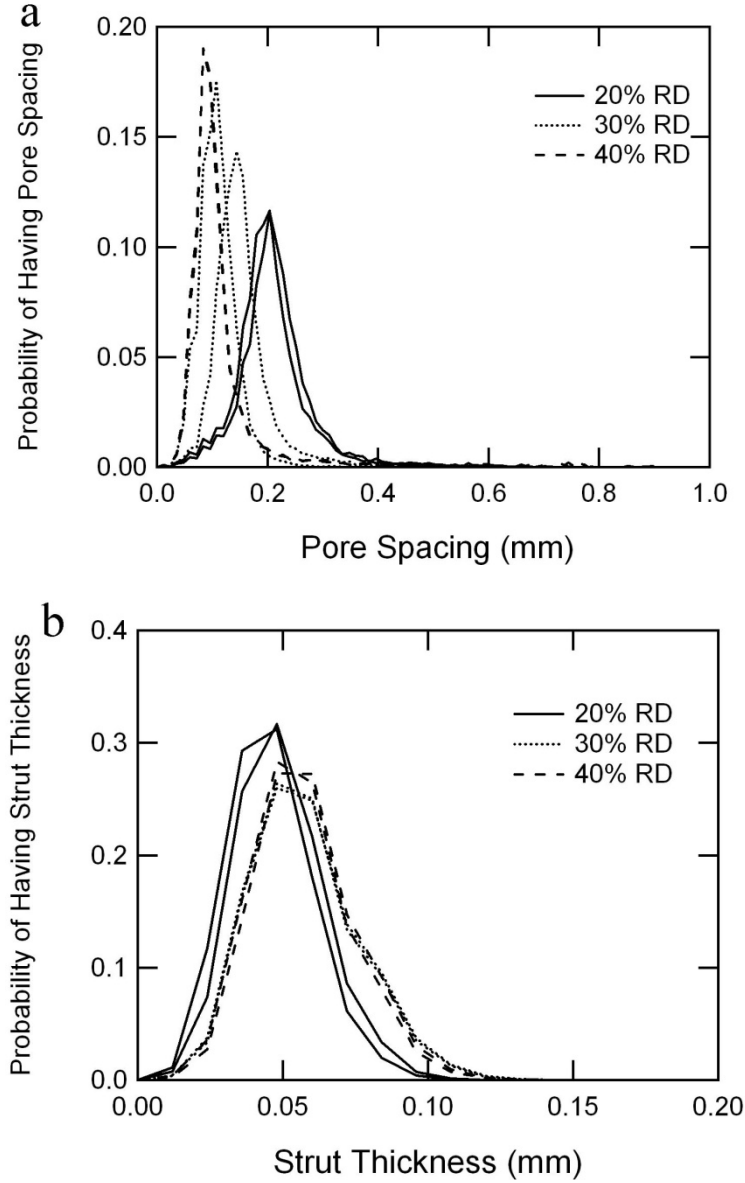 a
Probability of Having Pore Spacing
0.20
0.15
0.10
0.05
0.00
0.0 0.2 0.4 0.6 0.8 1.0
Pore Spacing (mm)
20% RD
30% RD
40% RD
b
Probability of Having Strut Thickness
0.4
0.3
0.2
0.1
0.0
0.00 0.05 0.10 0.15 0.20
Strut Thickness (mm)
20% RD
30% RD
40% RD